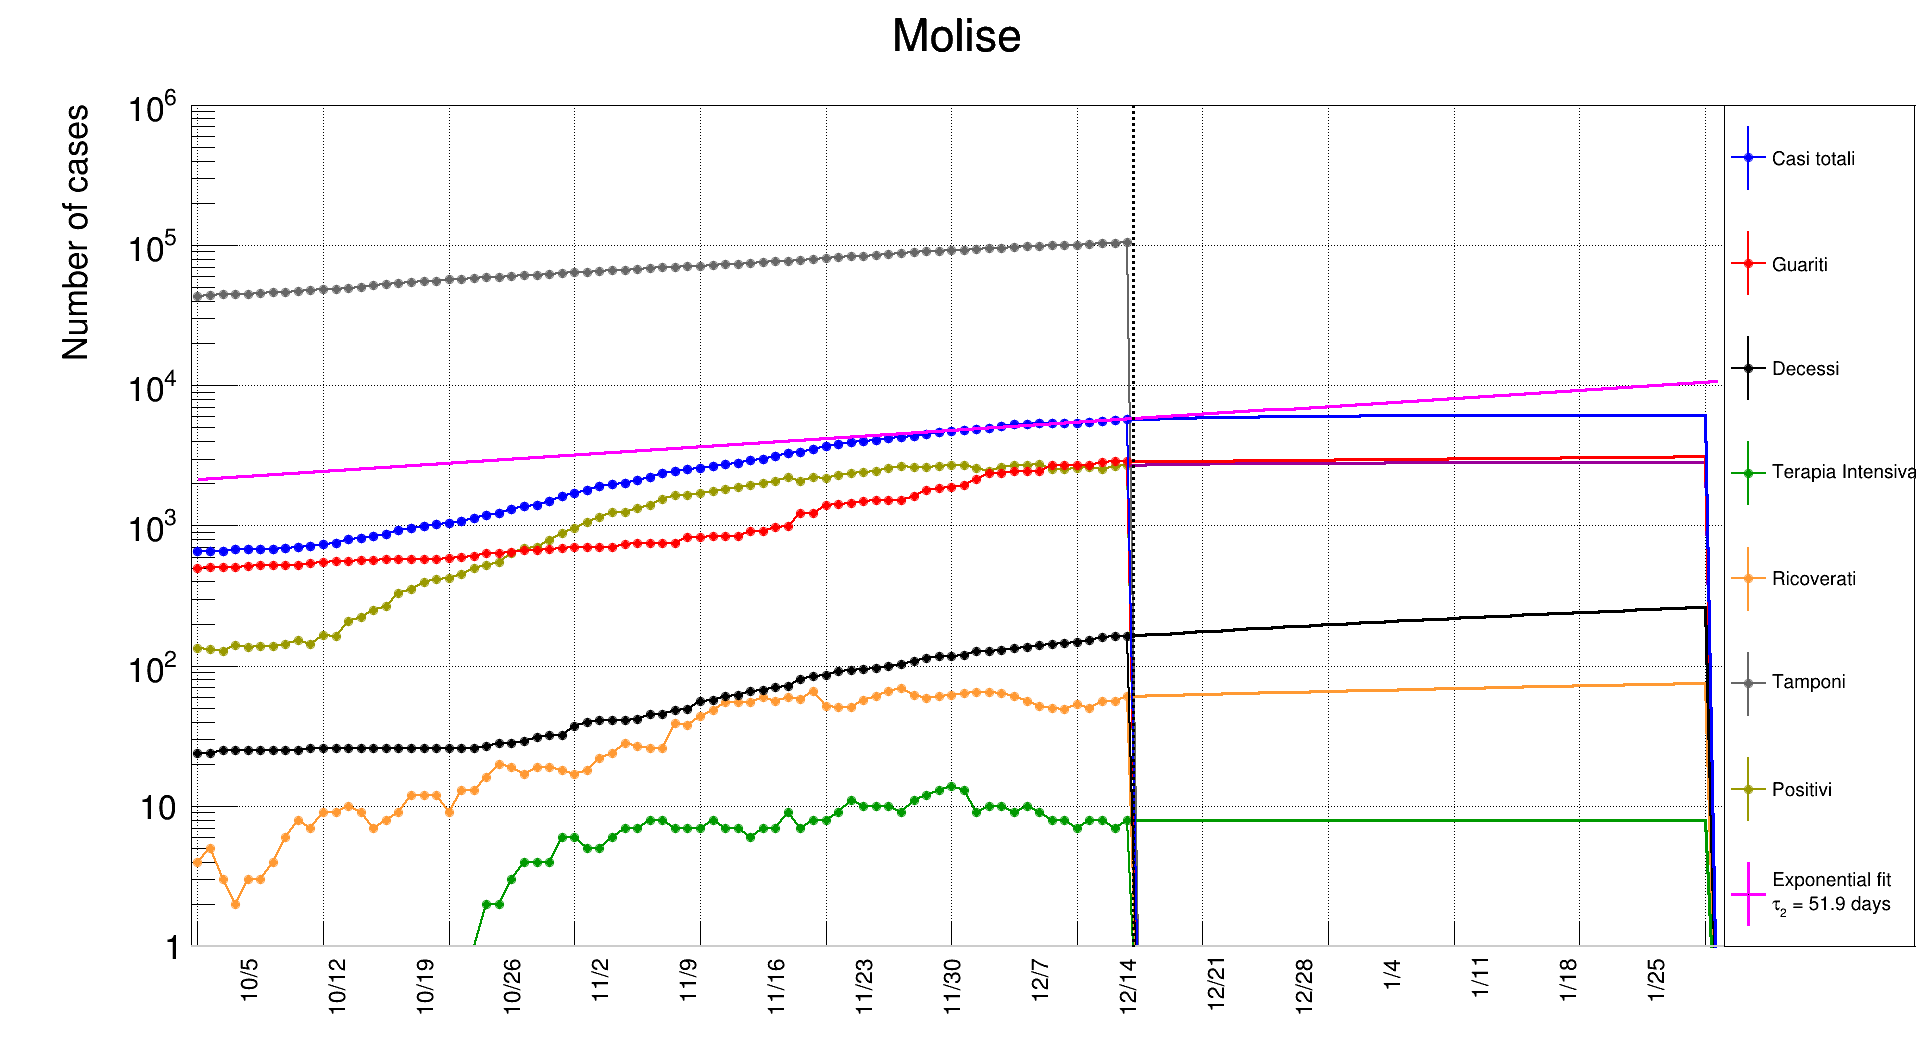 Molise
Number of cases
10^6
10^5
10^4
10^3
10^2
10
1
10/5
10/12
10/19
10/26
11/2
11/9
11/16
11/23
11/30
12/7
12/14
12/21
12/28
1/4
1/11
1/18
1/25
Casi totali
Guariti
Decessi
Terapia Intensiva
Ricoverati
Tamponi
Positivi
Exponential fit
τ_2 = 51.9 days